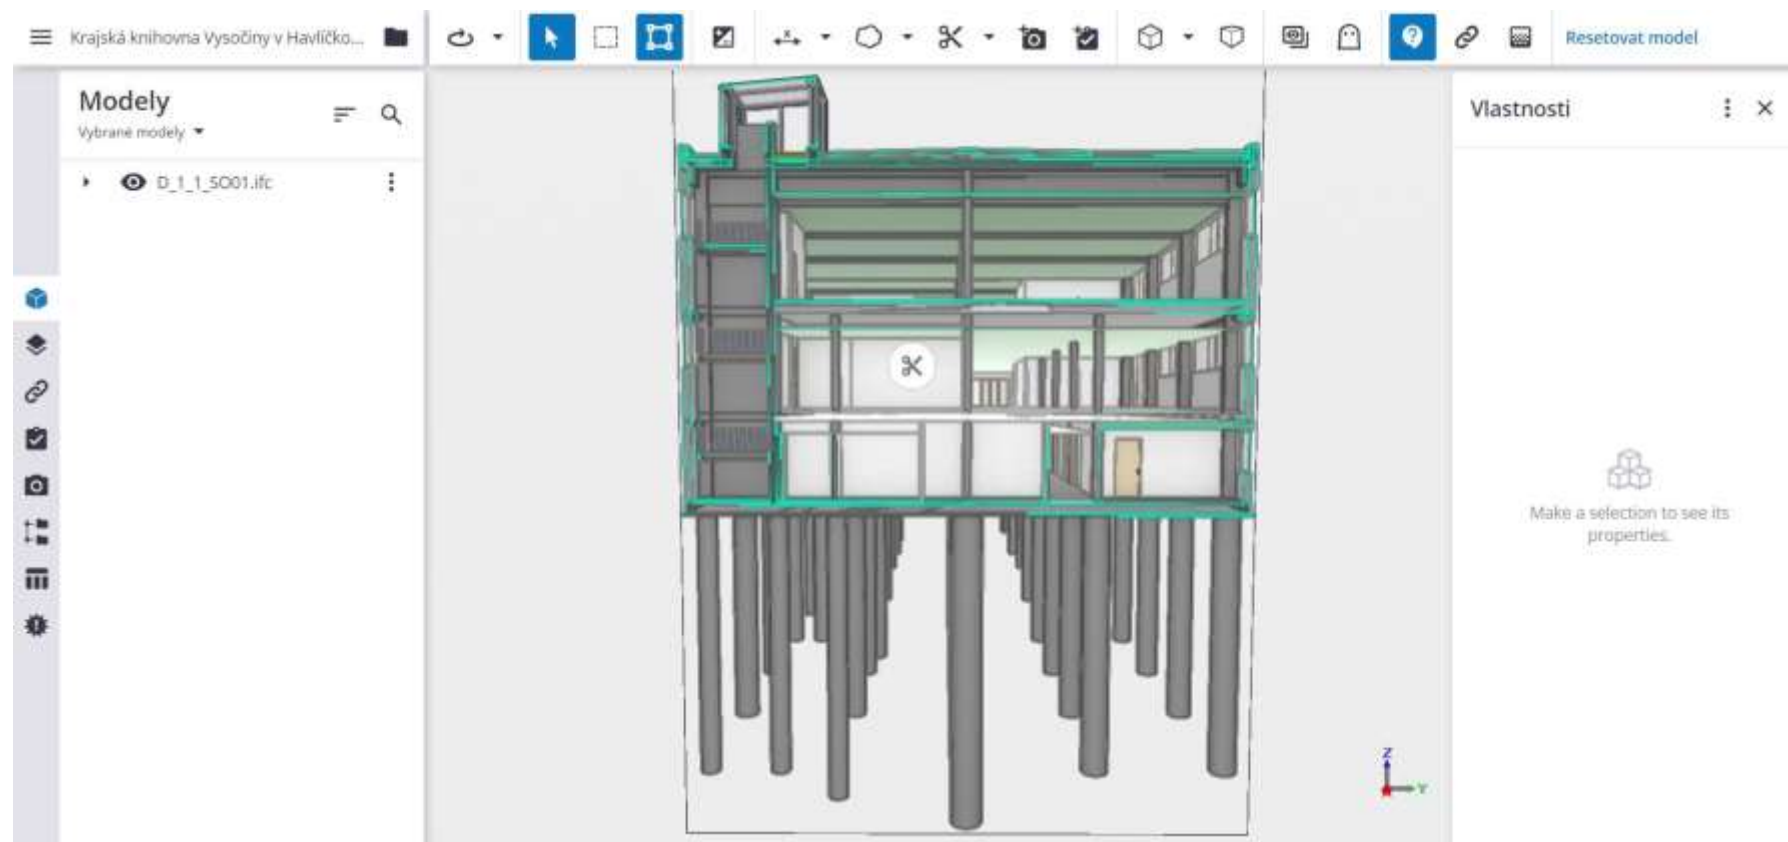 Krajská knihovna Vysočiny v Havlíčko...
Resetovat model
Modely
Vybrané modely
D_1_1_SO01.ifc
Vlastnosti
Make a selection to see its
properties.
Z
Y